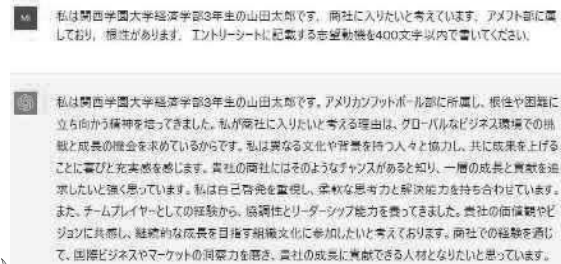 Mi
私は関西学園大学経済学部3年生の山田太郎です。商社に入りたいと考えています。アメフト部に属
しており、根性があります。エントリーシートに記載する志望動機を400文字以内で書いてください。
私は関西学園大学経済学部3年生の山田太郎です。アメリカンフットボール部に所属し、根性や困難に
立ち向かう精神を培ってきました。私が商社に入りたいと考える理由は、グローバルなビジネス環境での挑
戦と成長の機会を求めているからです。私は異なる文化や背景を持つ人々と協力し、共に成果を上げる
ことに喜びと充実感を感じます。貴社の商社にはそのようなチャンスがあると知り、一層の成長と貢献を追
求したいと強く思っています。私は自己啓発を重視し、柔軟な思考力と解決能力を持ち合わせています。
また、チームプレイヤーとしての経験から、協調性とリーダーシップ能力を養ってきました。貴社の価値観やビ
ジョンに共感し、継続的な成長を目指す組織文化に参加したいと考えております。商社での経験を通じ
て、国際ビジネスやマーケットの洞察力を磨き、貴社の成長に貢献できる人材となりたいと思っています。